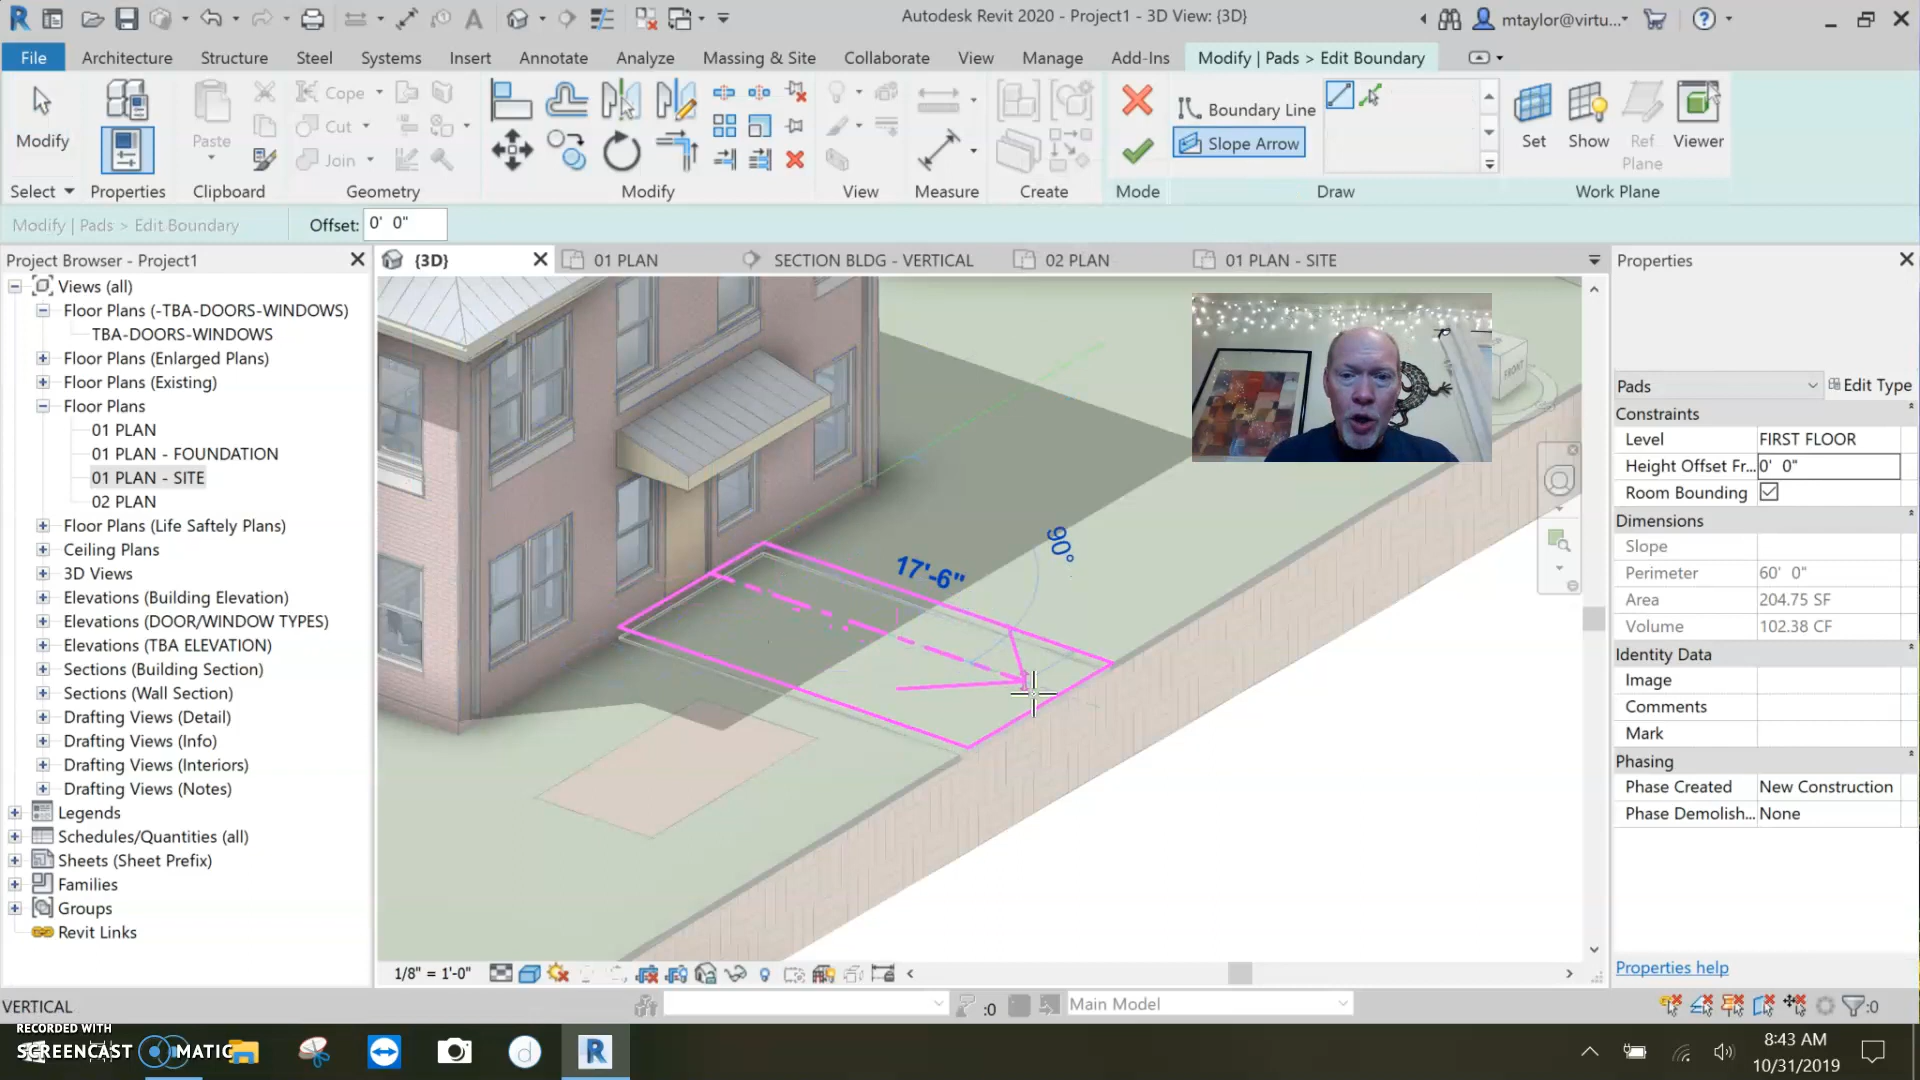 Autodesk Revit 2020 - Project1 - 3D View: {3D}
mtaylor@virtu...
File
Architecture
Structure
Steel
Systems
Insert
Annotate
Analyze
Massing & Site
Collaborate
View
Manage
Add-Ins
Modify | Pads > Edit Boundary
Modify
Paste
Cope
Cut
Join
Boundary Line
Slope Arrow
Set
Show
Ref
Plane
Viewer
Select
Properties
Clipboard
Geometry
Modify
View
Measure
Create
Mode
Draw
Work Plane
Modify | Pads > Edit Boundary
Offset: 0' 0"
Project Browser - Project1
Views (all)
Floor Plans (-TBA-DOORS-WINDOWS)
TBA-DOORS-WINDOWS
Floor Plans (Enlarged Plans)
Floor Plans (Existing)
Floor Plans
01 PLAN
01 PLAN - FOUNDATION
01 PLAN - SITE
02 PLAN
Floor Plans (Life Saftely Plans)
Ceiling Plans
3D Views
Elevations (Building Elevation)
Elevations (DOOR/WINDOW TYPES)
Elevations (TBA ELEVATION)
Sections (Building Section)
Sections (Wall Section)
Drafting Views (Detail)
Drafting Views (Info)
Drafting Views (Interiors)
Drafting Views (Notes)
Legends
Schedules/Quantities (all)
Sheets (Sheet Prefix)
Families
Groups
Revit Links
{3D}
01 PLAN
SECTION BLDG - VERTICAL
02 PLAN
01 PLAN - SITE
17'-6"
90°
FRONT
1/8" = 1'-0"
Properties
Pads
Edit Type
Constraints
Level FIRST FLOOR
Height Offset Fr... 0' 0"
Room Bounding
Dimensions
Slope
Perimeter 60' 0"
Area 204.75 SF
Volume 102.38 CF
Identity Data
Image
Comments
Mark
Phasing
Phase Created New Construction
Phase Demolish... None
Properties help
VERTICAL
:0
Main Model
:0
RECORDED WITH
SCREENCAST MATIC
8:43 AM
10/31/2019